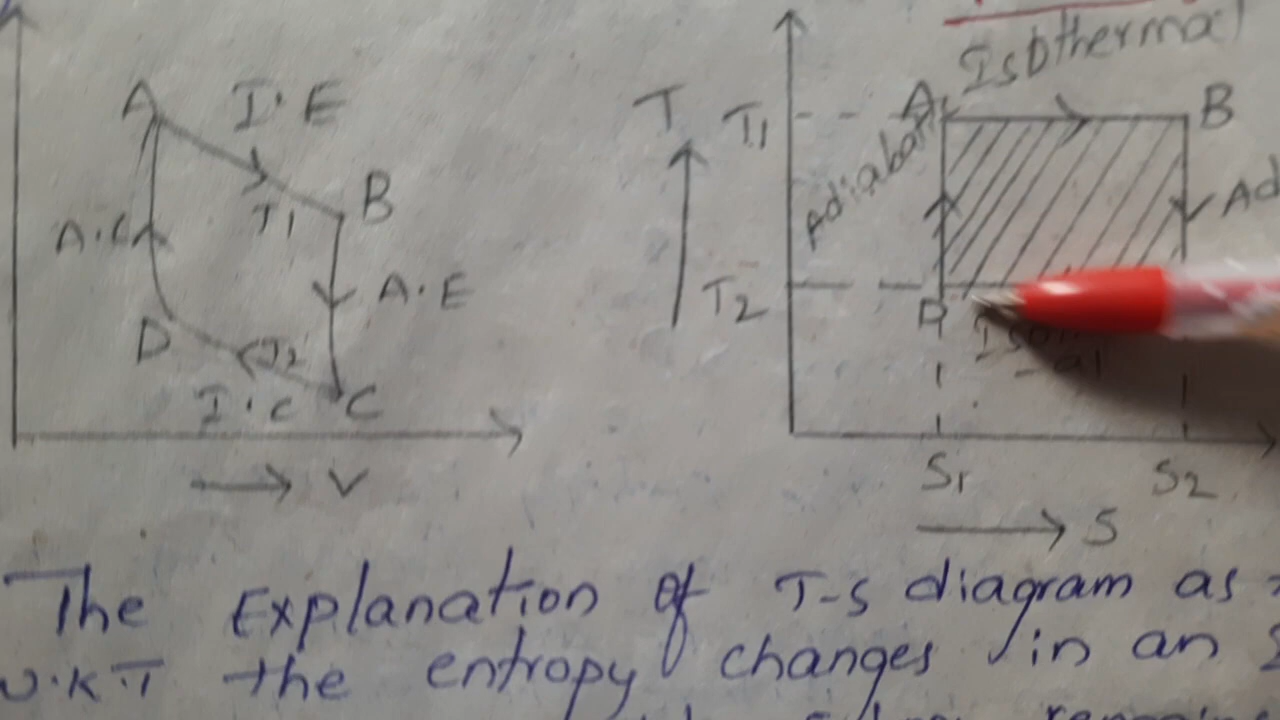 A I.E
B
T1
A.C
A.E
D
T2
I.C C
V
Isothermal
T T1 A B
Adiabatic
Ad
T2
D
S1 S2
S
The Explanation of T-S diagram as
W.K.T the entropy changes in an